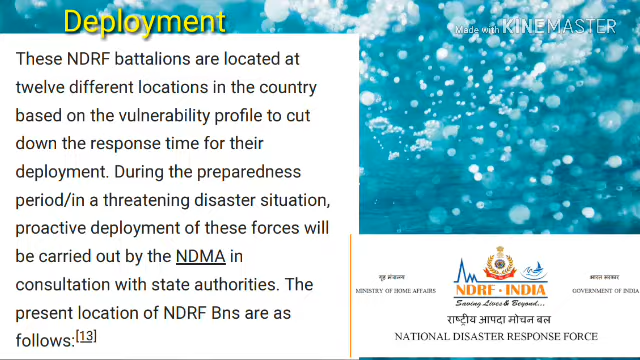 Deployment
Made with KINEMASTER
These NDRF battalions are located at
twelve different locations in the country
based on the vulnerability profile to cut
down the response time for their
deployment. During the preparedness
period/in a threatening disaster situation,
proactive deployment of these forces will
be carried out by the NDMA in
consultation with state authorities. The
present location of NDRF Bns are as
follows:[13]
गृह मंत्रालय
MINISTRY OF HOME AFFAIRS
NDRF • INDIA
Saving Lives & Beyond...
भारत सरकार
GOVERNMENT OF INDIA
राष्ट्रीय आपदा मोचन बल
NATIONAL DISASTER RESPONSE FORCE